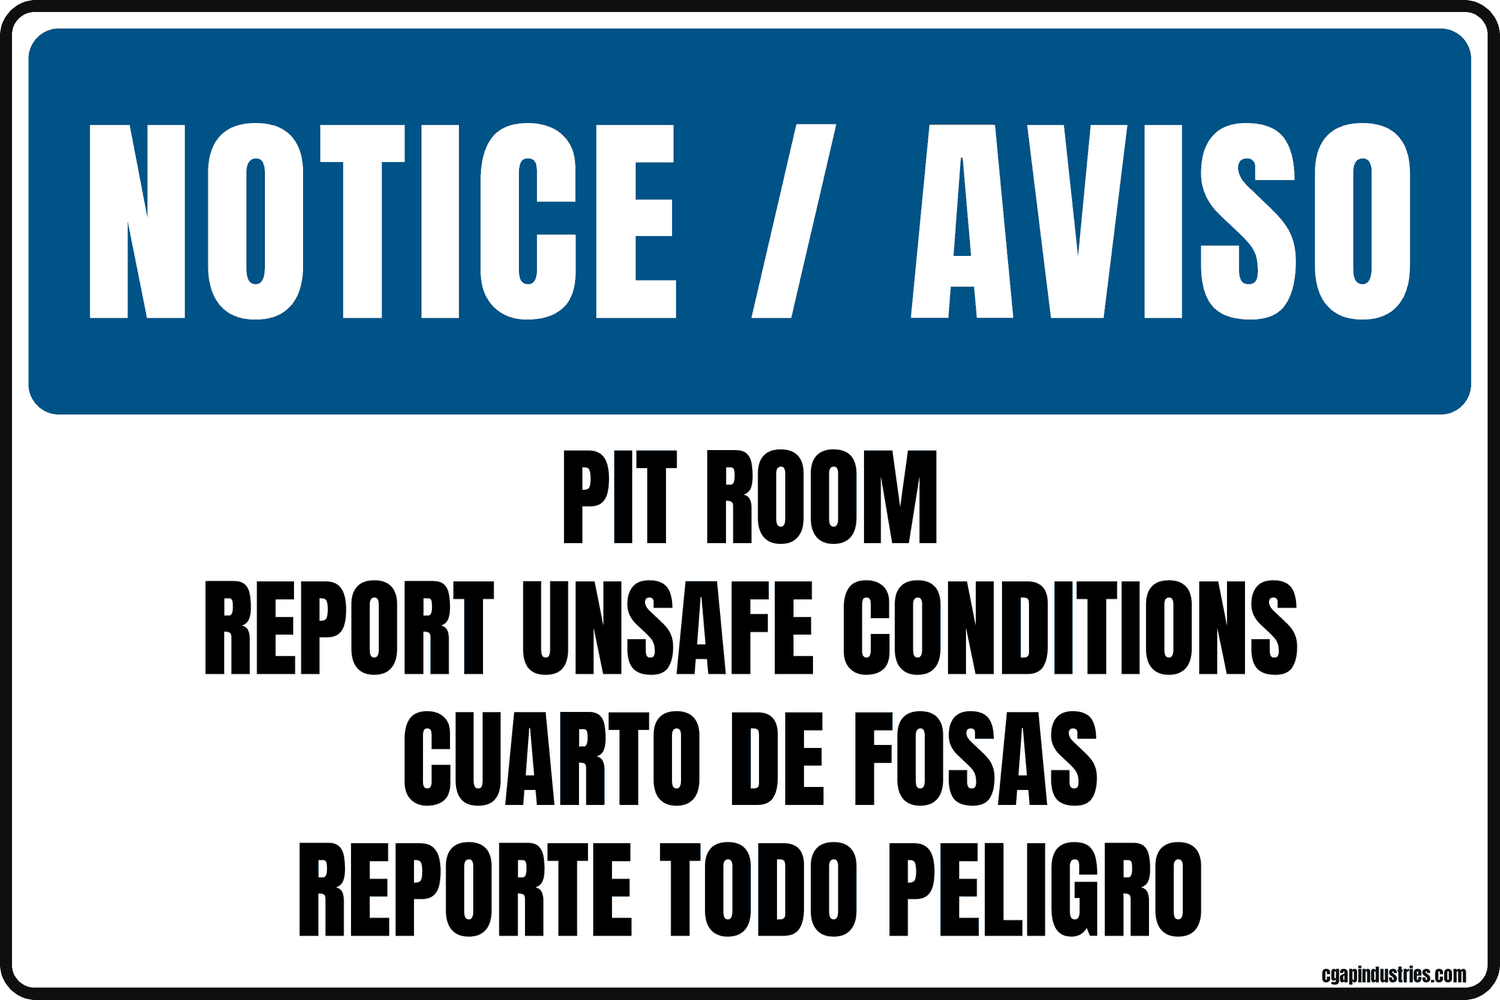 NOTICE / AVISO
PIT ROOM
REPORT UNSAFE CONDITIONS
CUARTO DE FOSAS
REPORTE TODO PELIGRO
cgapindustries.com